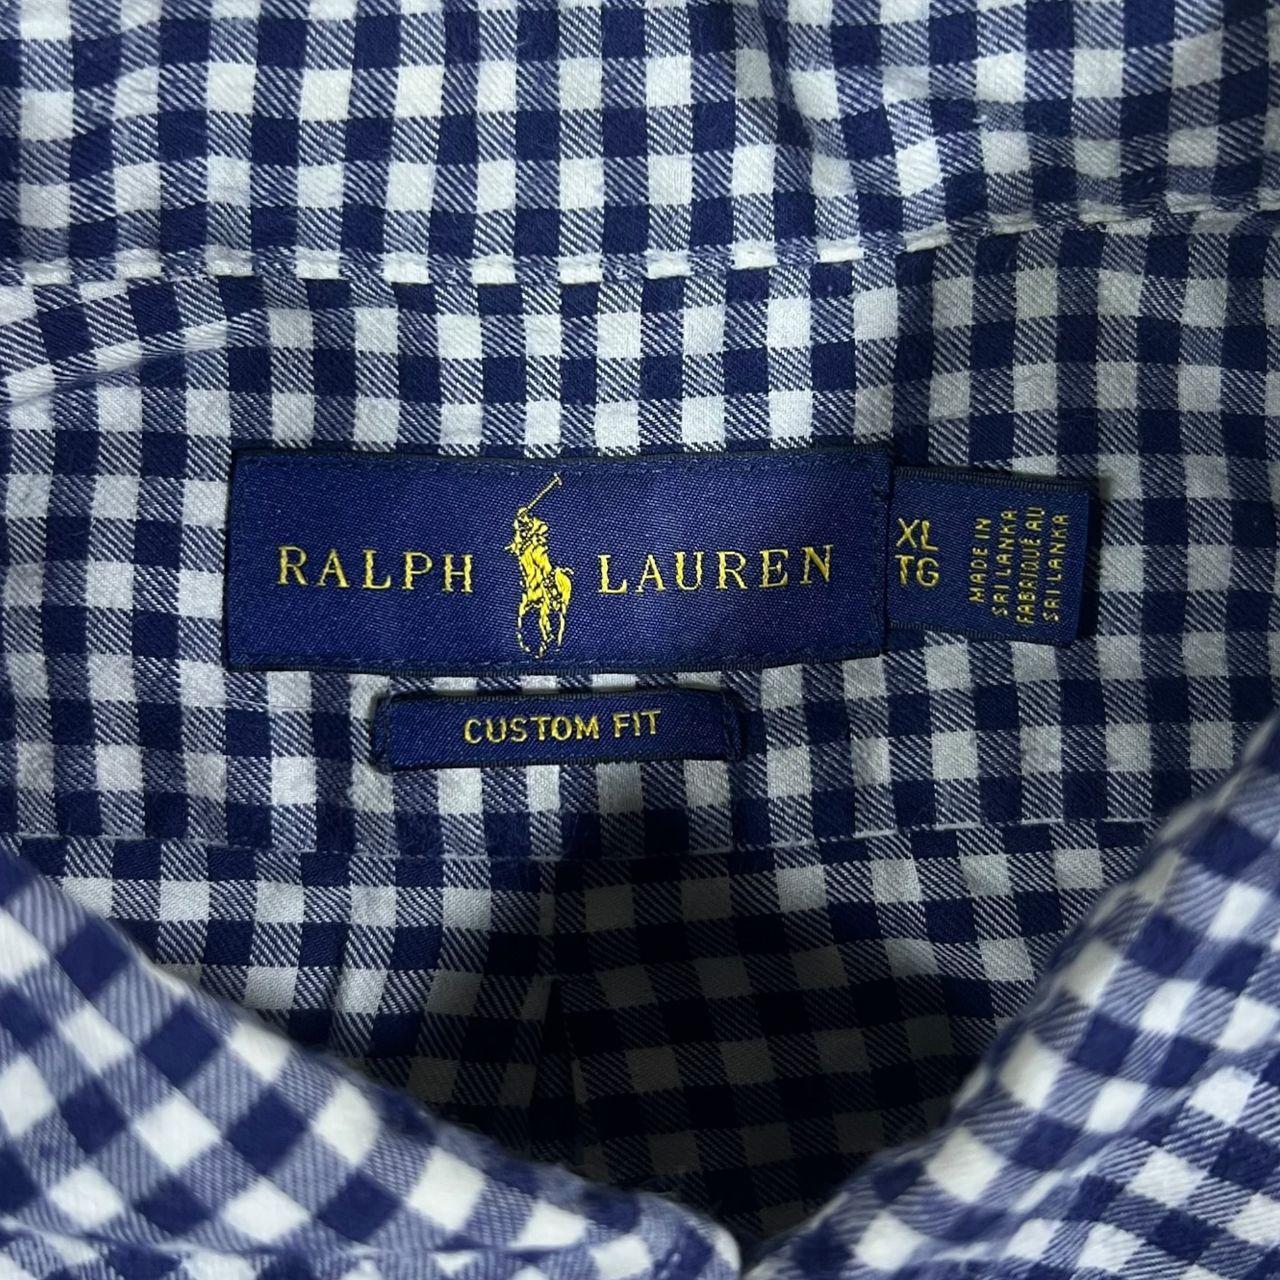 RALPH LAUREN
XL
TG
MADE IN
SRI LANKA
FABRIQUÉ AU
SRI LANKA
CUSTOM FIT